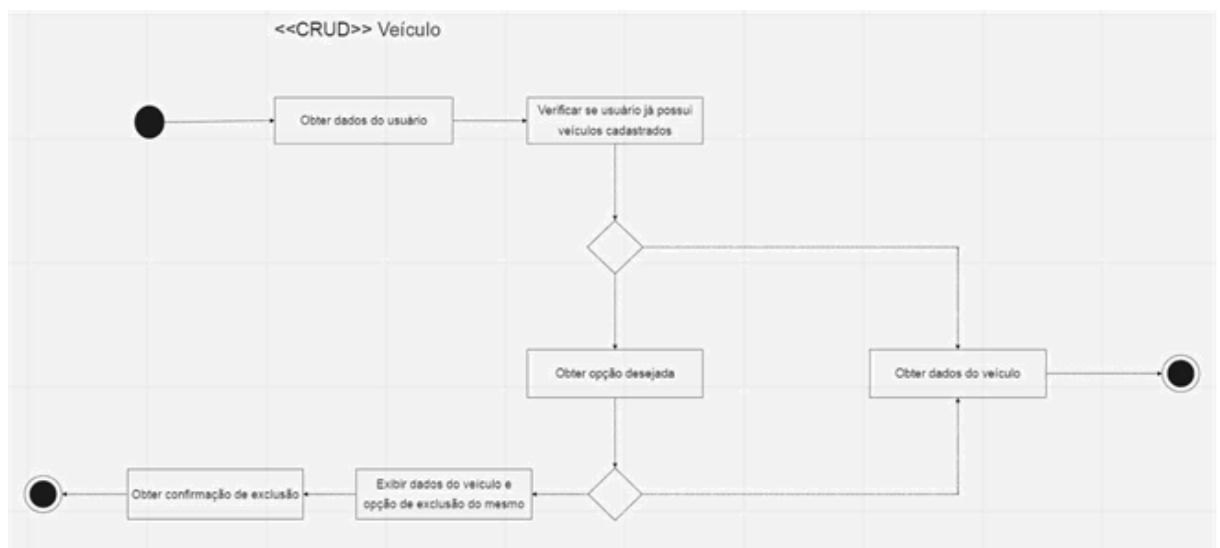 <<CRUD>> Veículo
Obter dados do usuário
Verificar se usuário já possui
veículos cadastrados
Obter opção desejada
Obter dados do veículo
Obter confirmação de exclusão
Exibir dados do veículo e
opção de exclusão do mesmo